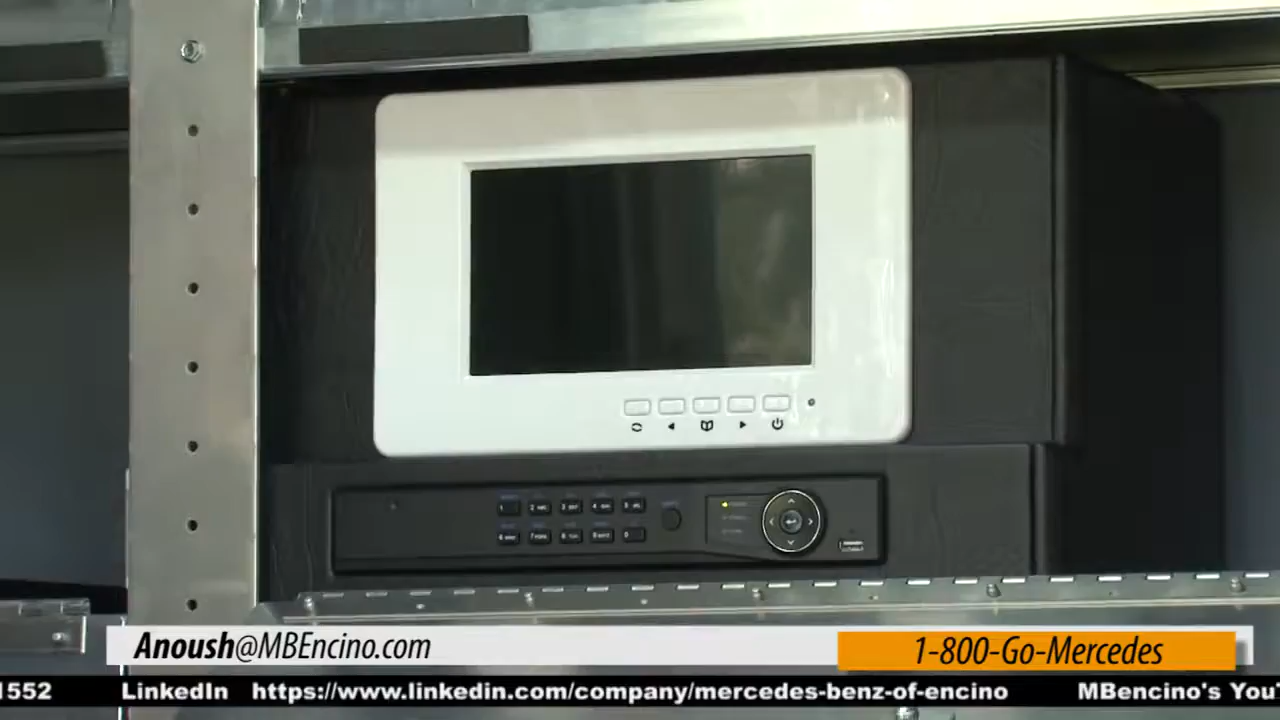 Anoush@MBEncino.com
1-800-Go-Mercedes
1552 LinkedIn https://www.linkedin.com/company/mercedes-benz-of-encino MBencino's You